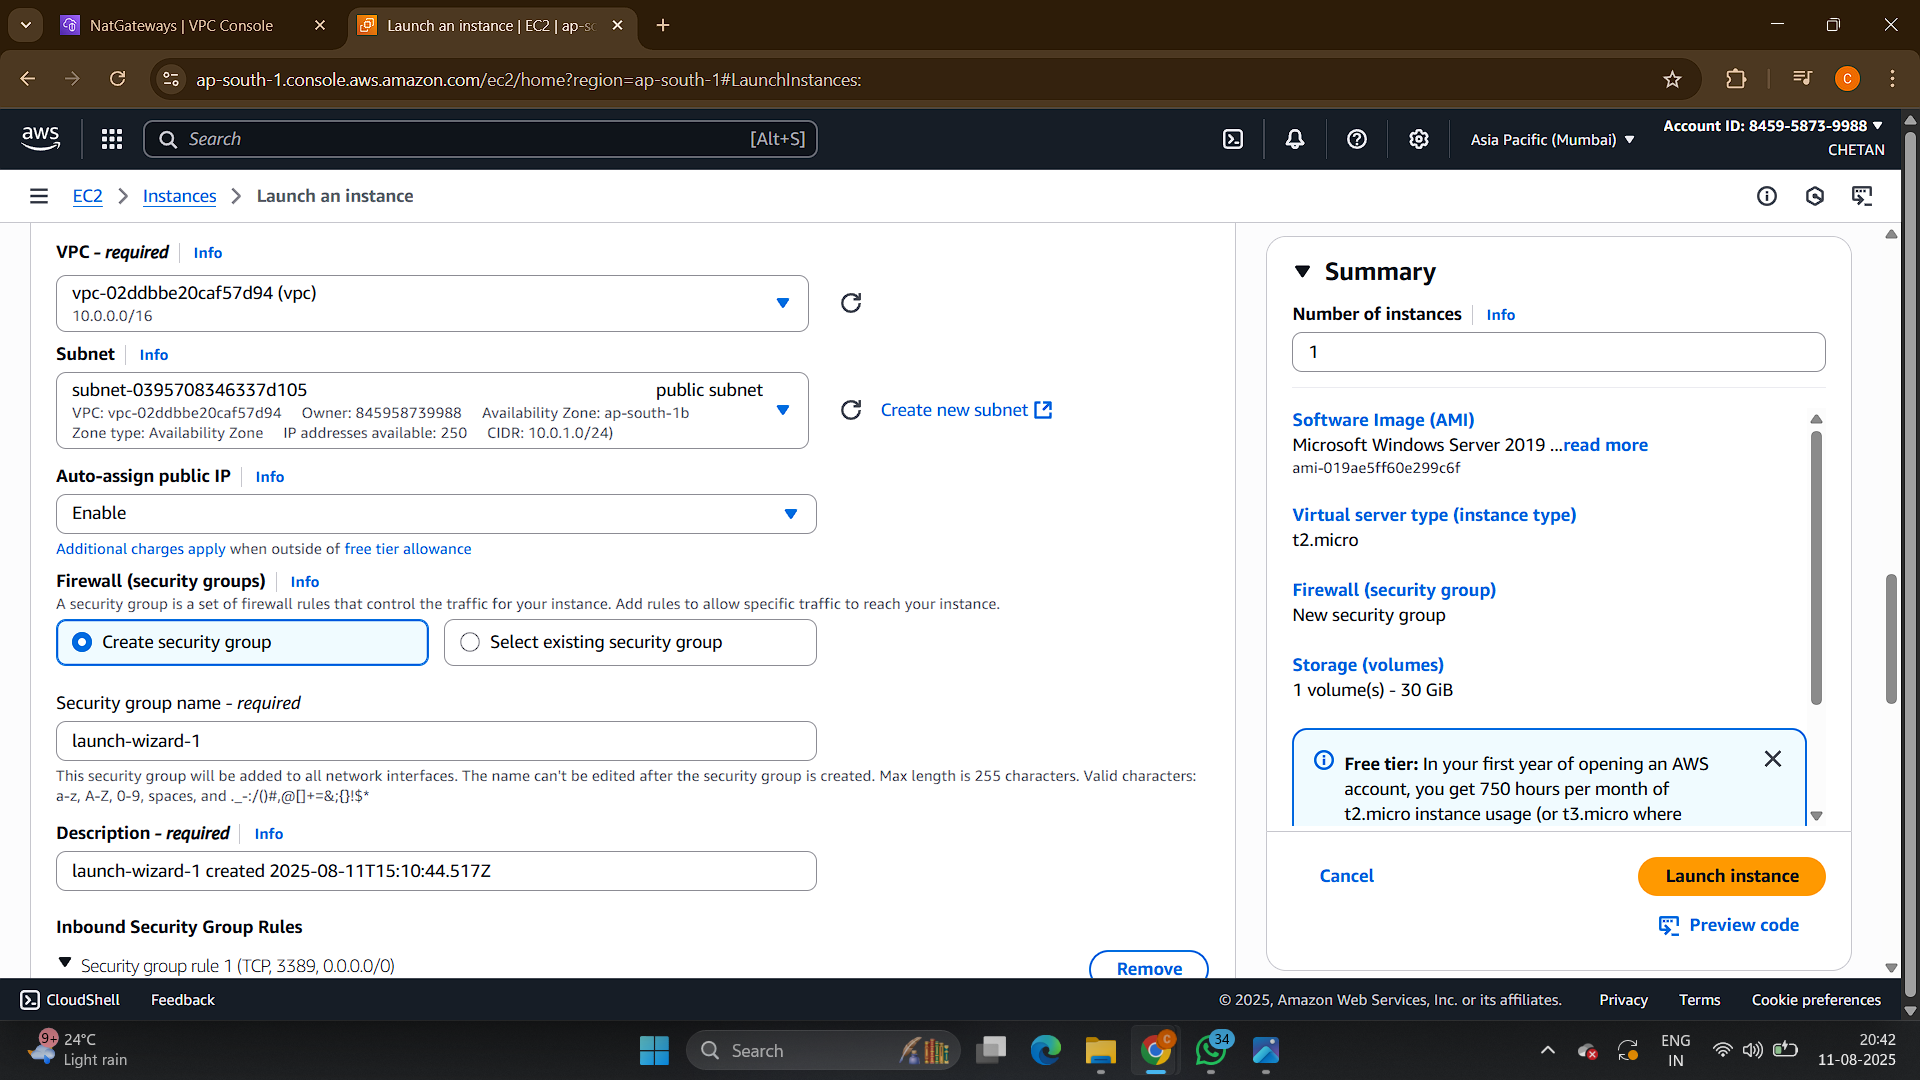 NatGateways | VPC Console
Launch an instance | EC2 | ap-sc
ap-south-1.console.aws.amazon.com/ec2/home?region=ap-south-1#LaunchInstances:
C
aws
Search
[Alt+S]
Asia Pacific (Mumbai)
Account ID: 8459-5873-9988
CHETAN
EC2
Instances
Launch an instance
VPC - required
Info
vpc-02ddbbe20caf57d94 (vpc)
10.0.0.0/16
Subnet
Info
subnet-0395708346337d105
public subnet
VPC: vpc-02ddbbe20caf57d94 Owner: 845958739988 Availability Zone: ap-south-1b
Zone type: Availability Zone IP addresses available: 250 CIDR: 10.0.1.0/24)
Create new subnet
Auto-assign public IP
Info
Enable
Additional charges apply when outside of free tier allowance
Firewall (security groups)
Info
A security group is a set of firewall rules that control the traffic for your instance. Add rules to allow specific traffic to reach your instance.
Create security group
Select existing security group
Security group name - required
launch-wizard-1
This security group will be added to all network interfaces. The name can't be edited after the security group is created. Max length is 255 characters. Valid characters:
a-z, A-Z, 0-9, spaces, and ._-:/()#,@[]+=&;{}!$*
Description - required
Info
launch-wizard-1 created 2025-08-11T15:10:44.517Z
Inbound Security Group Rules
Security group rule 1 (TCP, 3389, 0.0.0.0/0)
Remove
Summary
Number of instances
Info
1
Software Image (AMI)
Microsoft Windows Server 2019 ...read more
ami-019ae5ff60e299c6f
Virtual server type (instance type)
t2.micro
Firewall (security group)
New security group
Storage (volumes)
1 volume(s) - 30 GiB
Free tier: In your first year of opening an AWS
account, you get 750 hours per month of
t2.micro instance usage (or t3.micro where
Cancel
Launch instance
Preview code
CloudShell
Feedback
© 2025, Amazon Web Services, Inc. or its affiliates.
Privacy
Terms
Cookie preferences
9+
24°C
Light rain
Search
C
34
ENG
IN
20:42
11-08-2025